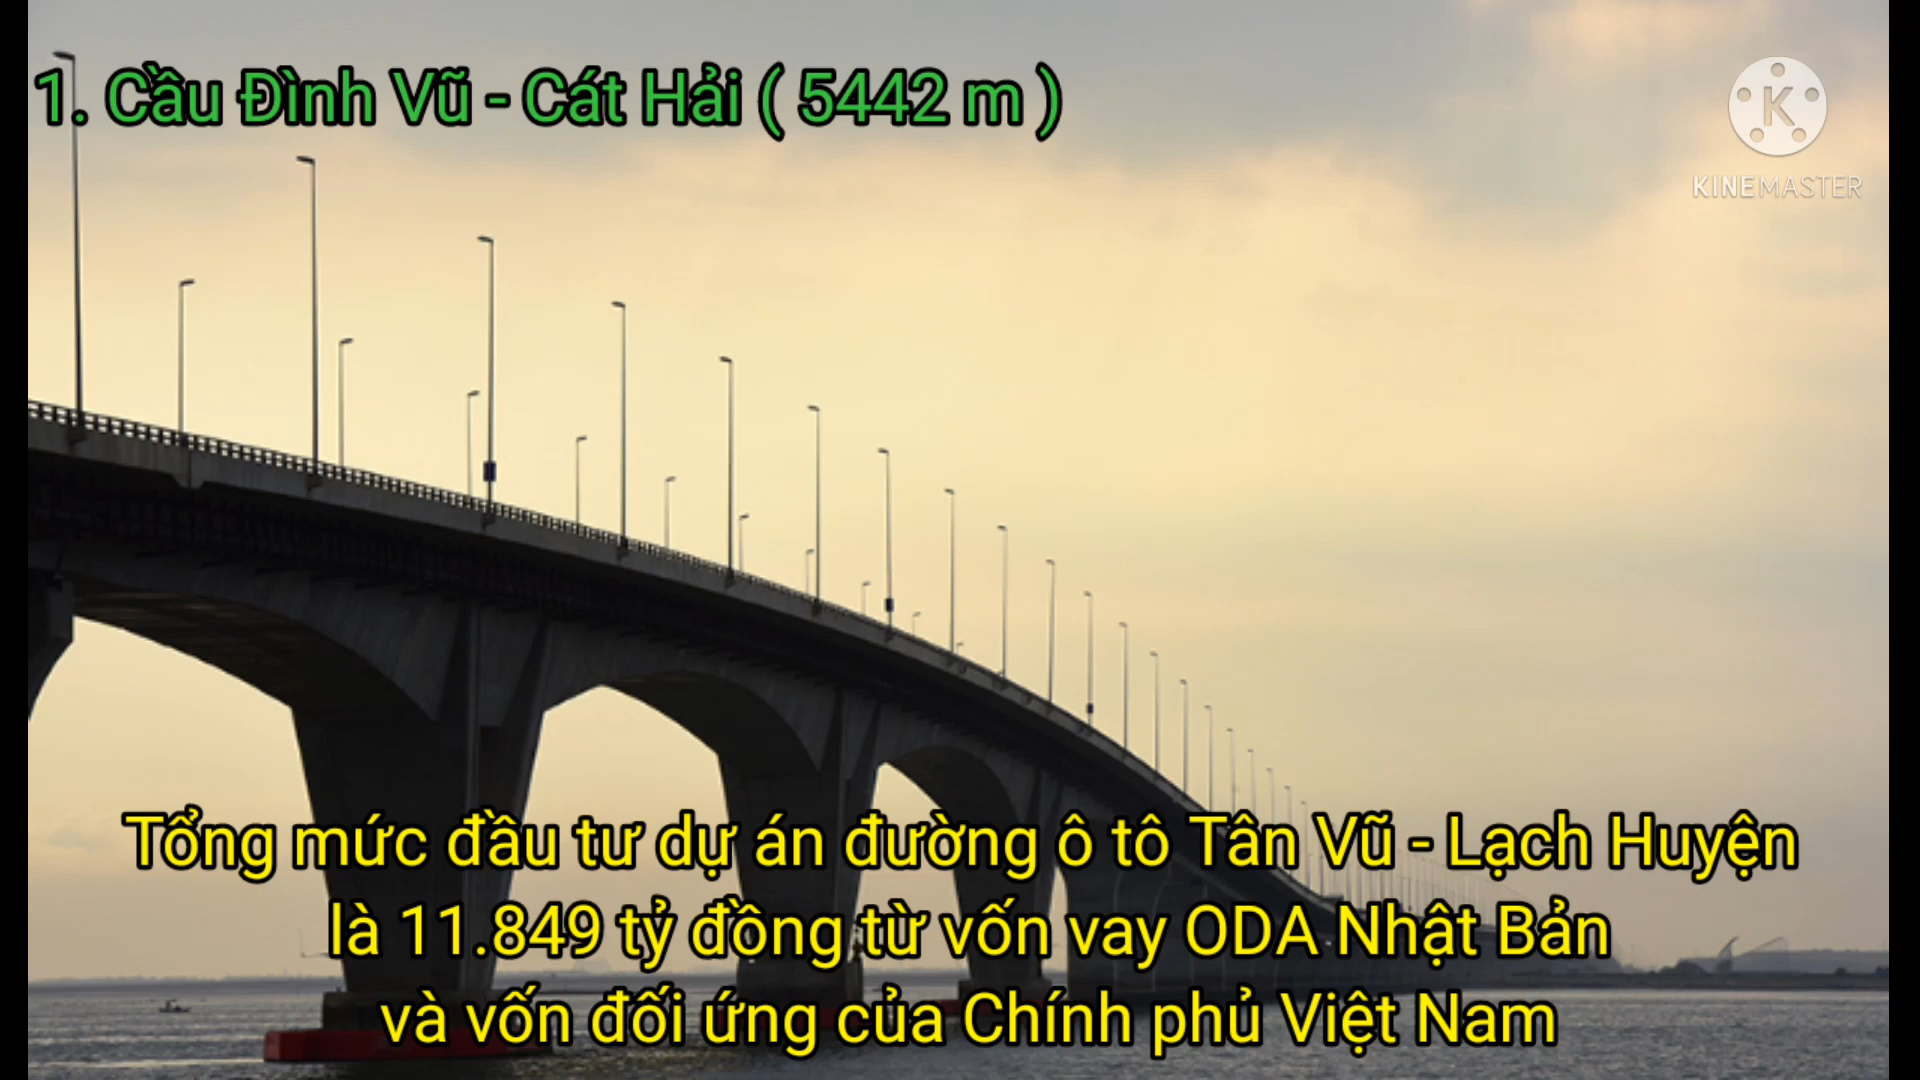 1. Cầu Đình Vũ - Cát Hải ( 5442 m )
K
KINEMASTER
Tổng mức đầu tư dự án đường ô tô Tân Vũ - Lạch Huyện
là 11.849 tỷ đồng từ vốn vay ODA Nhật Bản
và vốn đối ứng của Chính phủ Việt Nam